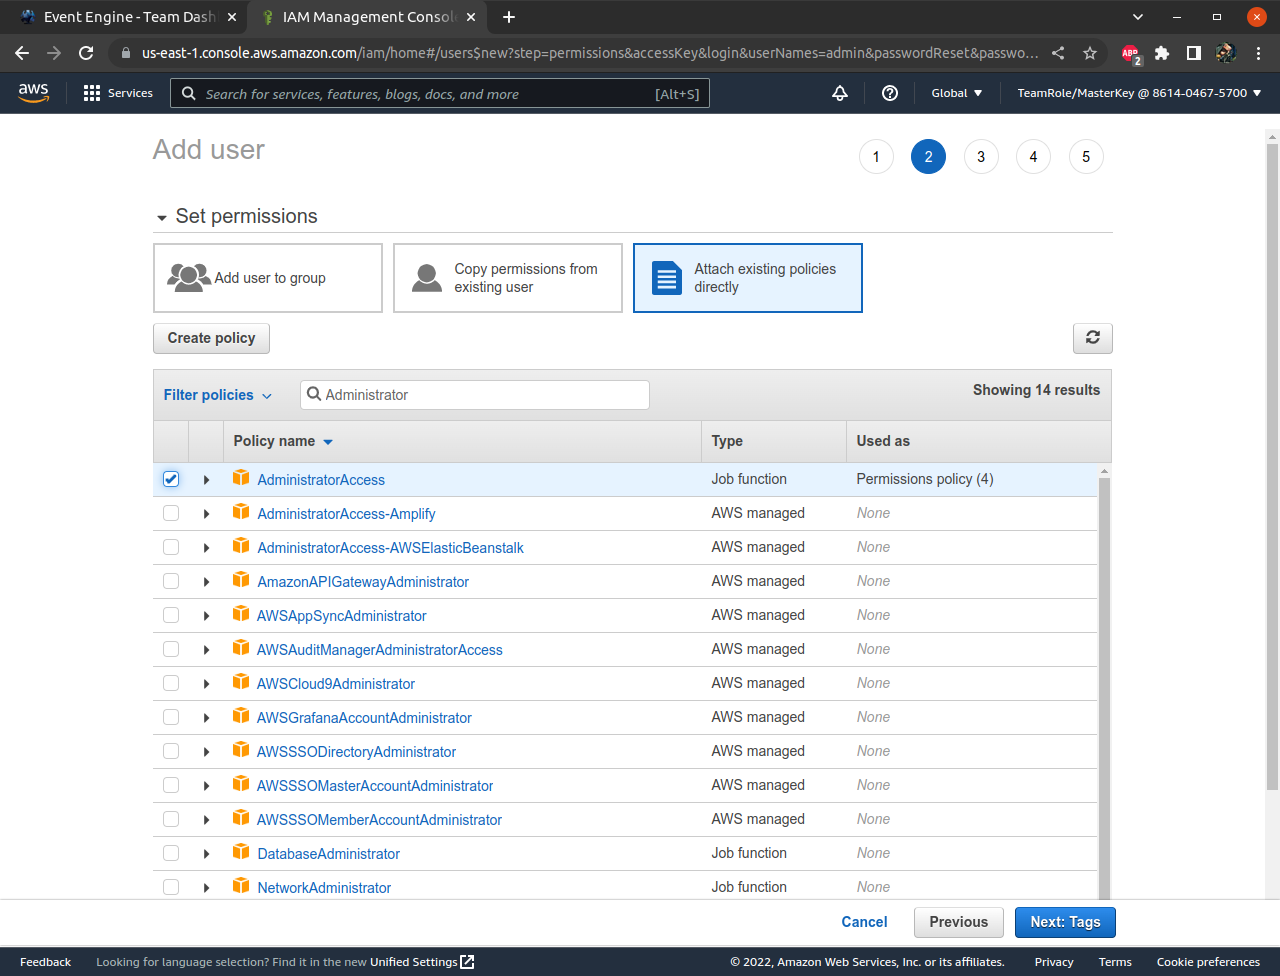 Event Engine - Team Dash
IAM Management Consol
us-east-1.console.aws.amazon.com/iam/home#/users$new?step=permissions&accessKey&login&userNames=admin&passwordReset&passwo...
ABP
2
aws
Services
Search for services, features, blogs, docs, and more
[Alt+S]
Global
TeamRole/MasterKey @ 8614-0467-5700
Add user
1 2 3 4 5
Set permissions
Add user to group
Copy permissions from
existing user
Attach existing policies
directly
Create policy
Filter policies
Administrator
Showing 14 results
Policy name Type Used as
AdministratorAccess Job function Permissions policy (4)
AdministratorAccess-Amplify AWS managed None
AdministratorAccess-AWSElasticBeanstalk AWS managed None
AmazonAPIGatewayAdministrator AWS managed None
AWSAppSyncAdministrator AWS managed None
AWSAuditManagerAdministratorAccess AWS managed None
AWSCloud9Administrator AWS managed None
AWSGrafanaAccountAdministrator AWS managed None
AWSSSODirectoryAdministrator AWS managed None
AWSSSOMasterAccountAdministrator AWS managed None
AWSSSOMemberAccountAdministrator AWS managed None
DatabaseAdministrator Job function None
NetworkAdministrator Job function None
Cancel Previous Next: Tags
Feedback Looking for language selection? Find it in the new Unified Settings © 2022, Amazon Web Services, Inc. or its affiliates. Privacy Terms Cookie preferences